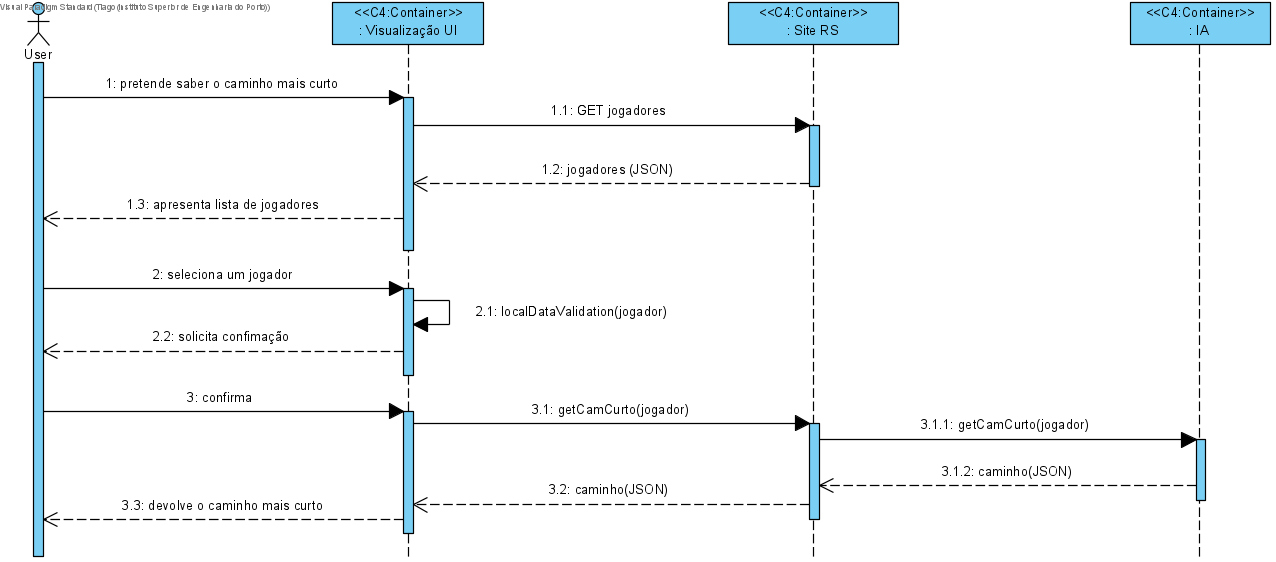 Visual Paradigm Standard (Tiago (Instituto Superior de Engenharia do Porto))
User
<<C4:Container>>
: Visualização UI
<<C4:Container>>
: Site RS
<<C4:Container>>
: IA
1: pretende saber o caminho mais curto
1.1: GET jogadores
1.2: jogadores (JSON)
1.3: apresenta lista de jogadores
2: seleciona um jogador
2.1: localDataValidation(jogador)
2.2: solicita confimação
3: confirma
3.1: getCamCurto(jogador)
3.1.1: getCamCurto(jogador)
3.1.2: caminho(JSON)
3.2: caminho(JSON)
3.3: devolve o caminho mais curto